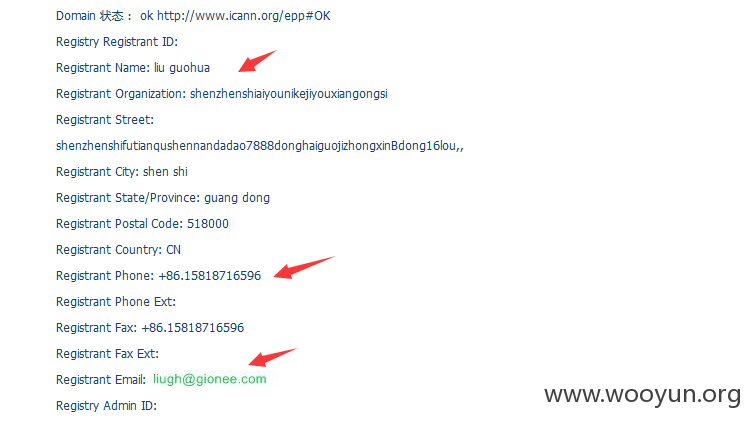 Domain 状态： ok http://www.icann.org/epp#OK
Registry Registrant ID:
Registrant Name: liu guohua
Registrant Organization: shenzhenshiaiyounikejiyouxiangongsi
Registrant Street:
shenzhenshifutianqushennandadao7888donghaiguojizhongxinBdong16lou,,
Registrant City: shen shi
Registrant State/Province: guang dong
Registrant Postal Code: 518000
Registrant Country: CN
Registrant Phone: +86.15818716596
Registrant Phone Ext:
Registrant Fax: +86.15818716596
Registrant Fax Ext:
Registrant Email: liugh@gionee.com
Registry Admin ID:
www.wooyun.org